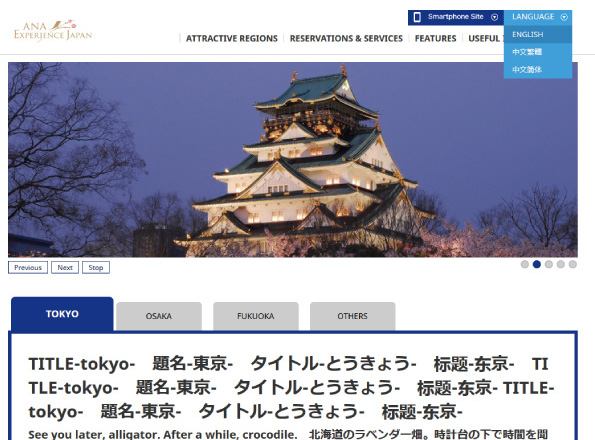 Smartphone Site
LANGUAGE
ANA
EXPERIENCE JAPAN
ATTRACTIVE REGIONS
RESERVATIONS & SERVICES
FEATURES
USEFUL
ENGLISH
中文繁體
中文简体
Previous
Next
Stop
TOKYO
OSAKA
FUKUOKA
OTHERS
TITLE-tokyo-　題名-東京-　タイトル-とうきょう-　标题-东京-　TI
TLE-tokyo-　題名-東京-　タイトル-とうきょう-　标题-东京- TITLE-
tokyo-　題名-東京-　タイトル-とうきょう-　标题-东京-
See you later, alligator. After a while, crocodile.　北海道のラベンダー畑。時計台の下で時間を聞